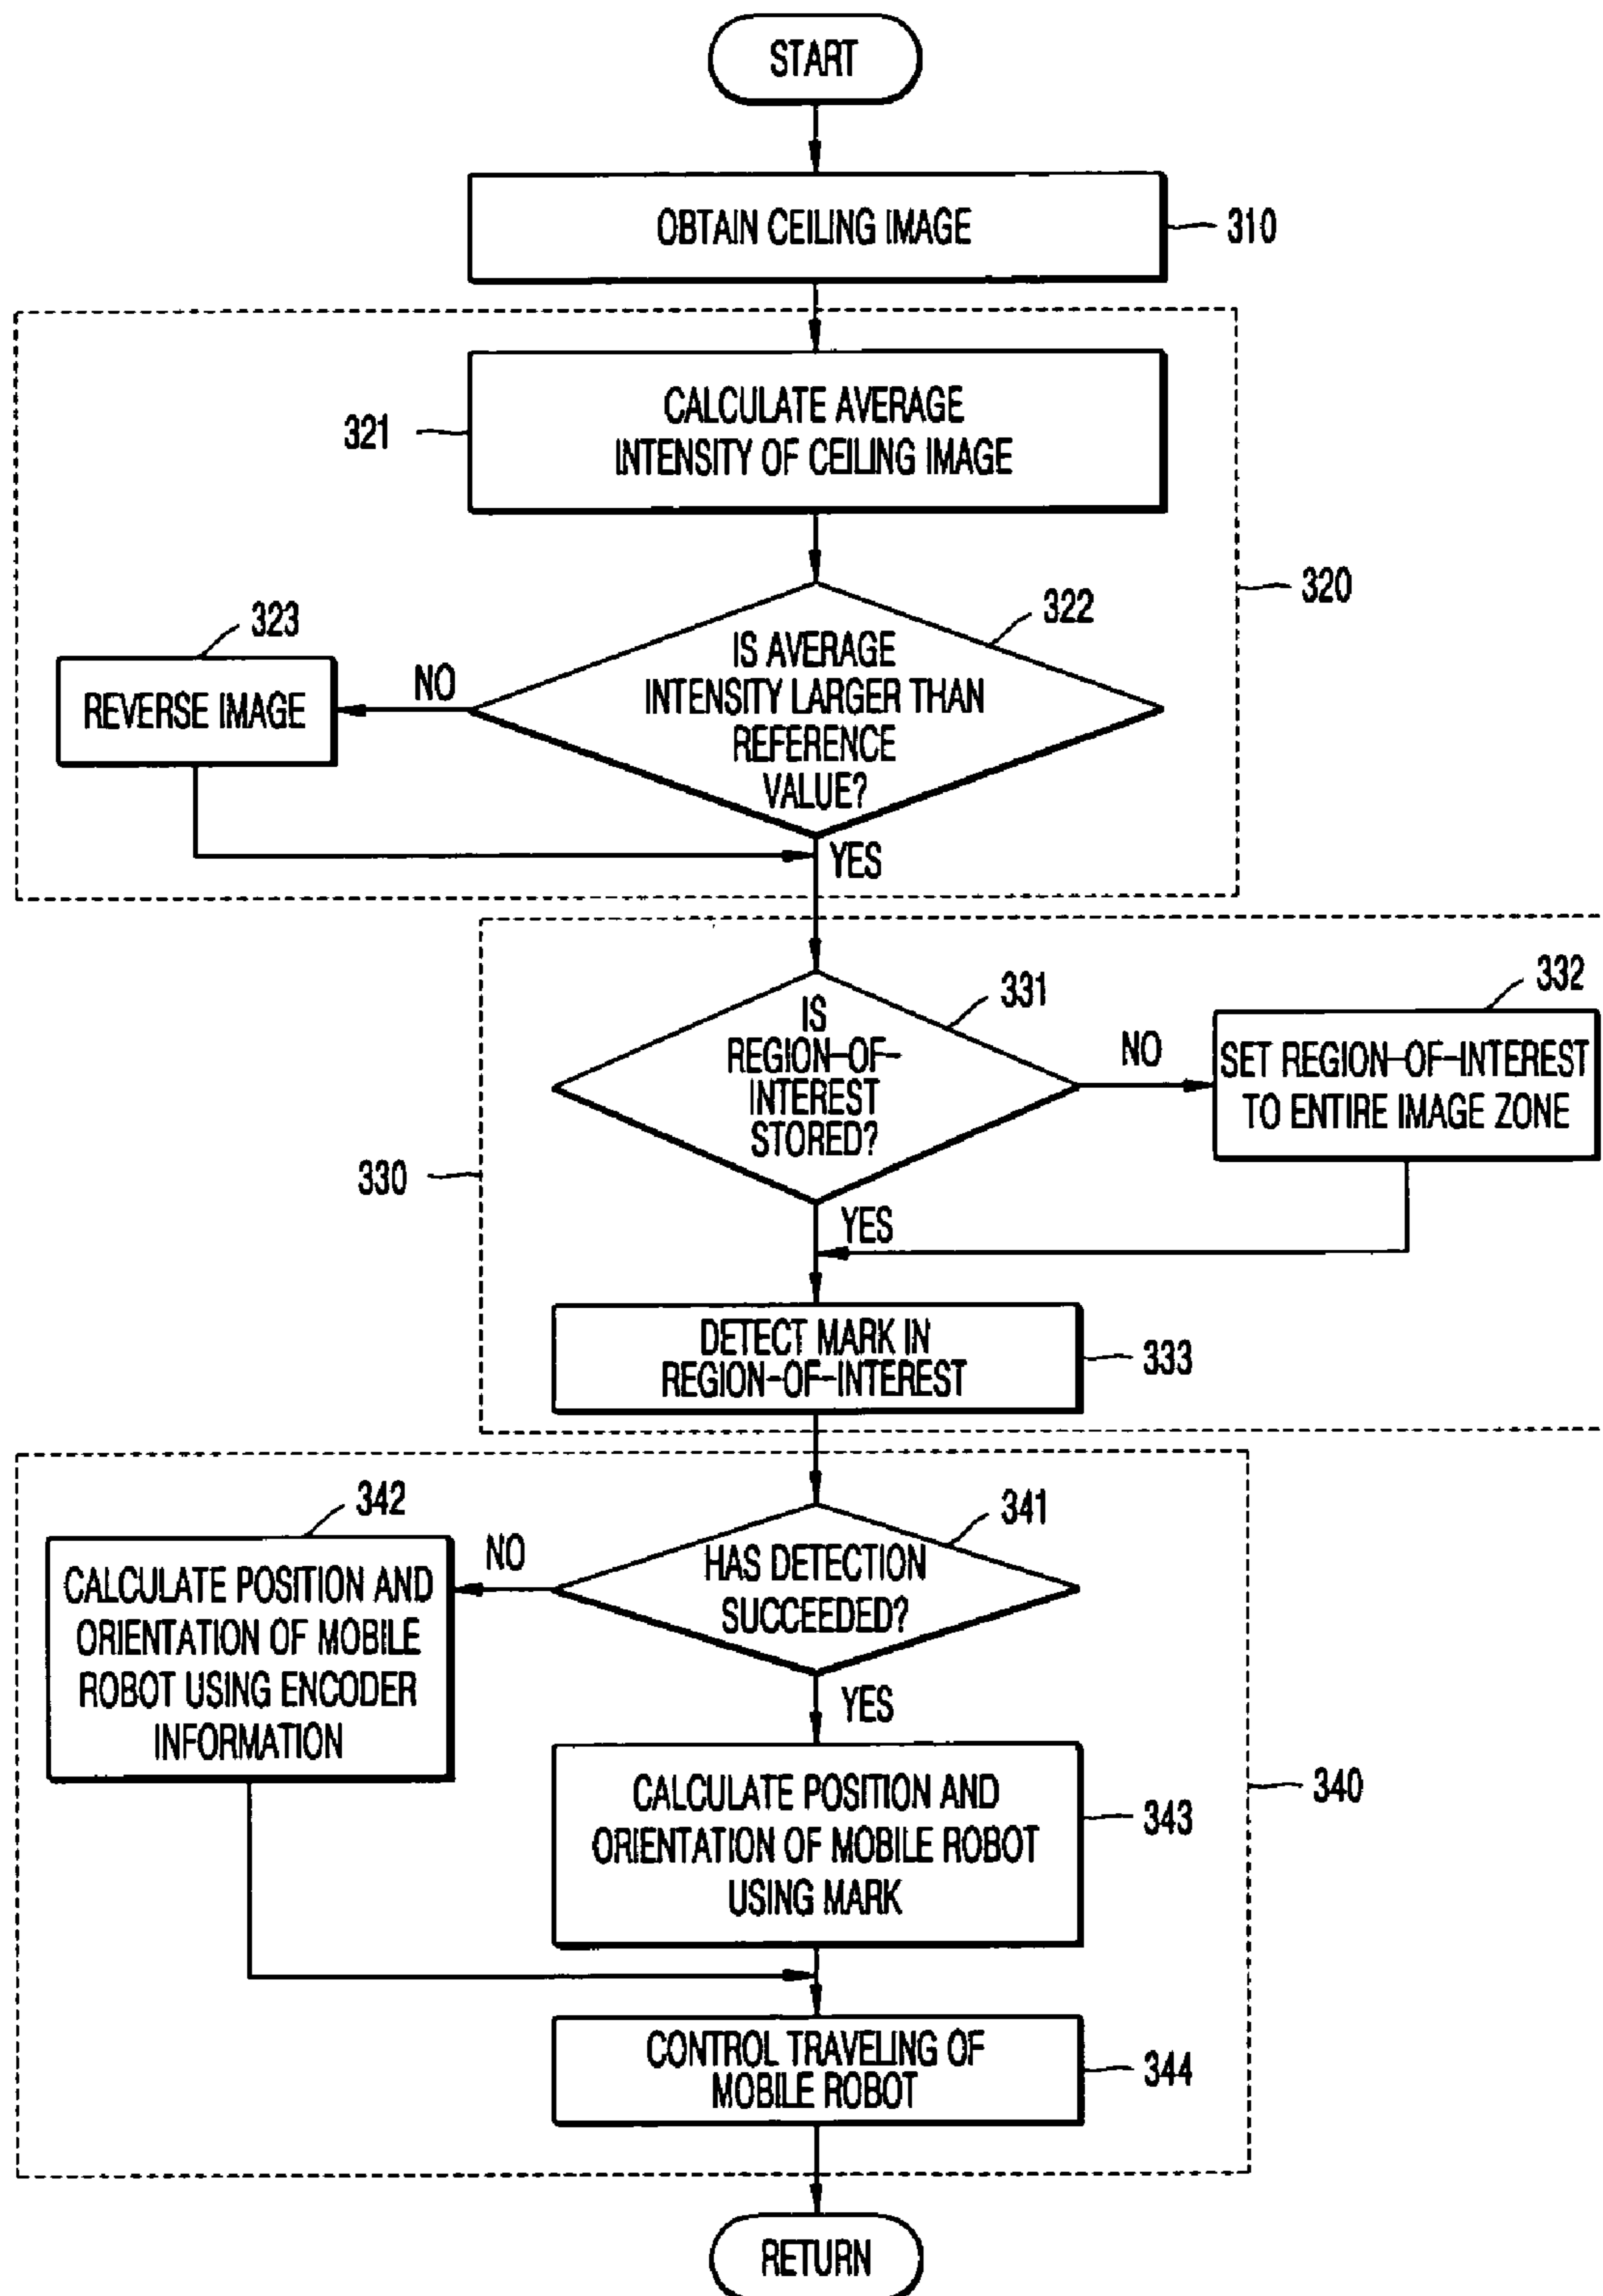 START
OBTAIN CEILING IMAGE
310
CALCULATE AVERAGE
INTENSITY OF CEILING IMAGE
321
320
322
IS AVERAGE
INTENSITY LARGER THAN
REFERENCE
VALUE?
323
REVERSE IMAGE
NO
YES
331
IS
REGION-OF-
INTEREST
STORED?
NO
332
SET REGION-OF-INTEREST
TO ENTIRE IMAGE ZONE
330
YES
DETECT MARK IN
REGION-OF-INTEREST
333
341
HAS DETECTION
SUCCEEDED?
342
NO
CALCULATE POSITION AND
ORIENTATION OF MOBILE
ROBOT USING ENCODER
INFORMATION
YES
CALCULATE POSITION AND
ORIENTATION OF MOBILE ROBOT
USING MARK
343
340
CONTROL TRAVELING OF
MOBILE ROBOT
344
RETURN